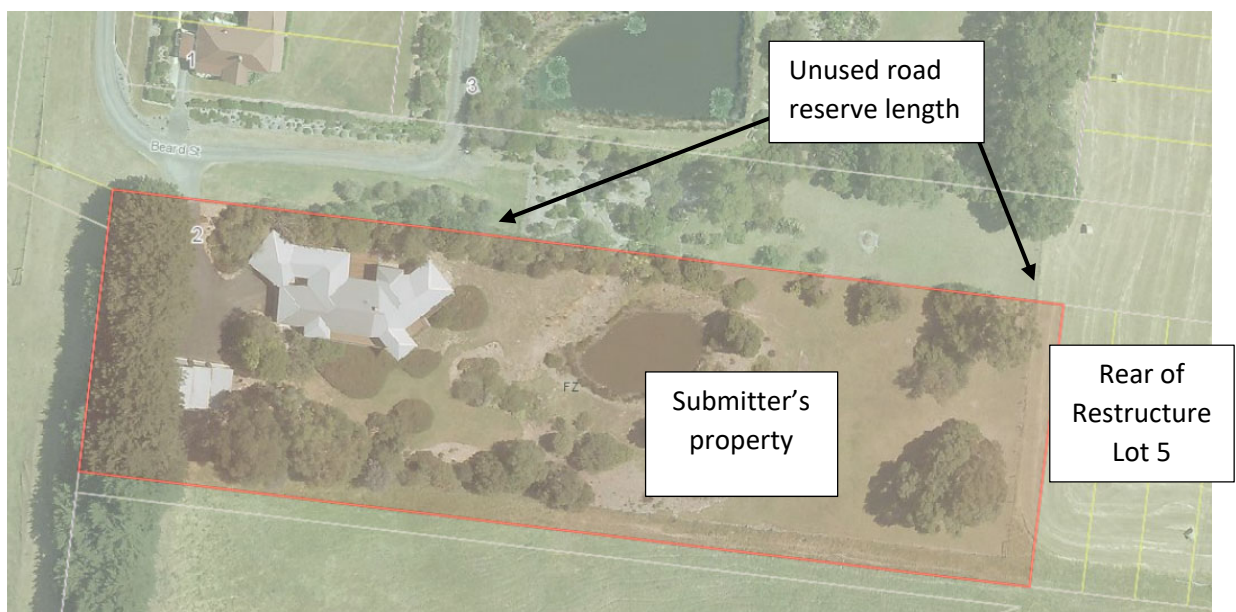 1
3
Unused road
reserve length
Beard St
2
FZ
Submitter's
property
Rear of
Restructure
Lot 5